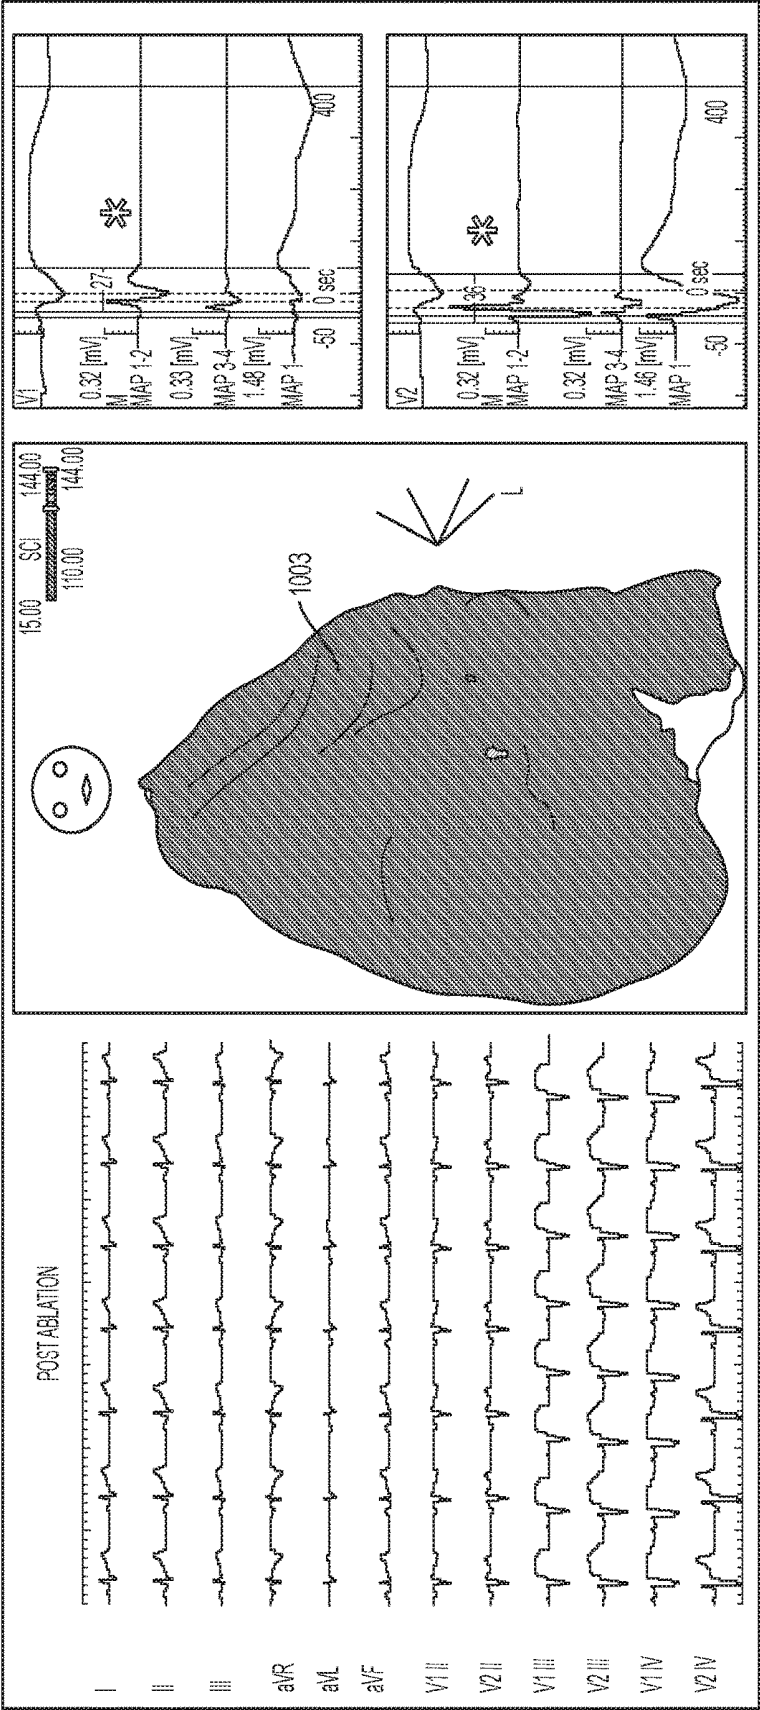 POST ABLATION
I
II
III
aVR
aVL
aVF
V1 II
V2 II
V1 III
V2 III
V1 IV
V2 IV
15.00 SCI 144.00
110.00 144.00
1003
L
V1
27
0.32 [mV]
M
MAP 1-2
0.33 [mV]
MAP 3-4
1.48 [mV]
MAP 1
-50 0 sec 400
V2
36
0.32 [mV]
M
MAP 1-2
0.32 [mV]
MAP 3-4
1.46 [mV]
MAP 1
-50 0 sec 400